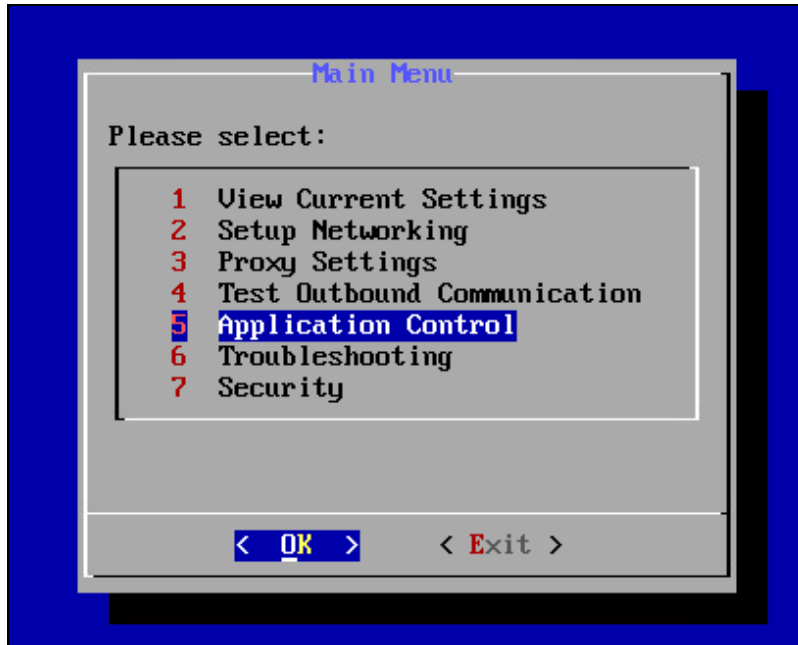 Main Menu
Please select:
1 View Current Settings
2 Setup Networking
3 Proxy Settings
4 Test Outbound Communication
5 Application Control
6 Troubleshooting
7 Security
< OK > < Exit >